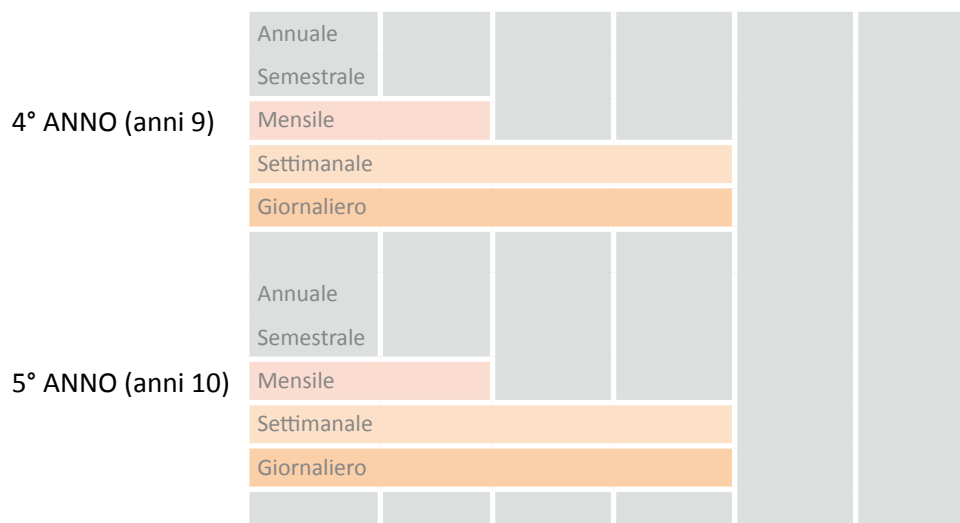 Annuale
Semestrale
4° ANNO (anni 9)
Mensile
Settimanale
Giornaliero
Annuale
Semestrale
5° ANNO (anni 10)
Mensile
Settimanale
Giornaliero